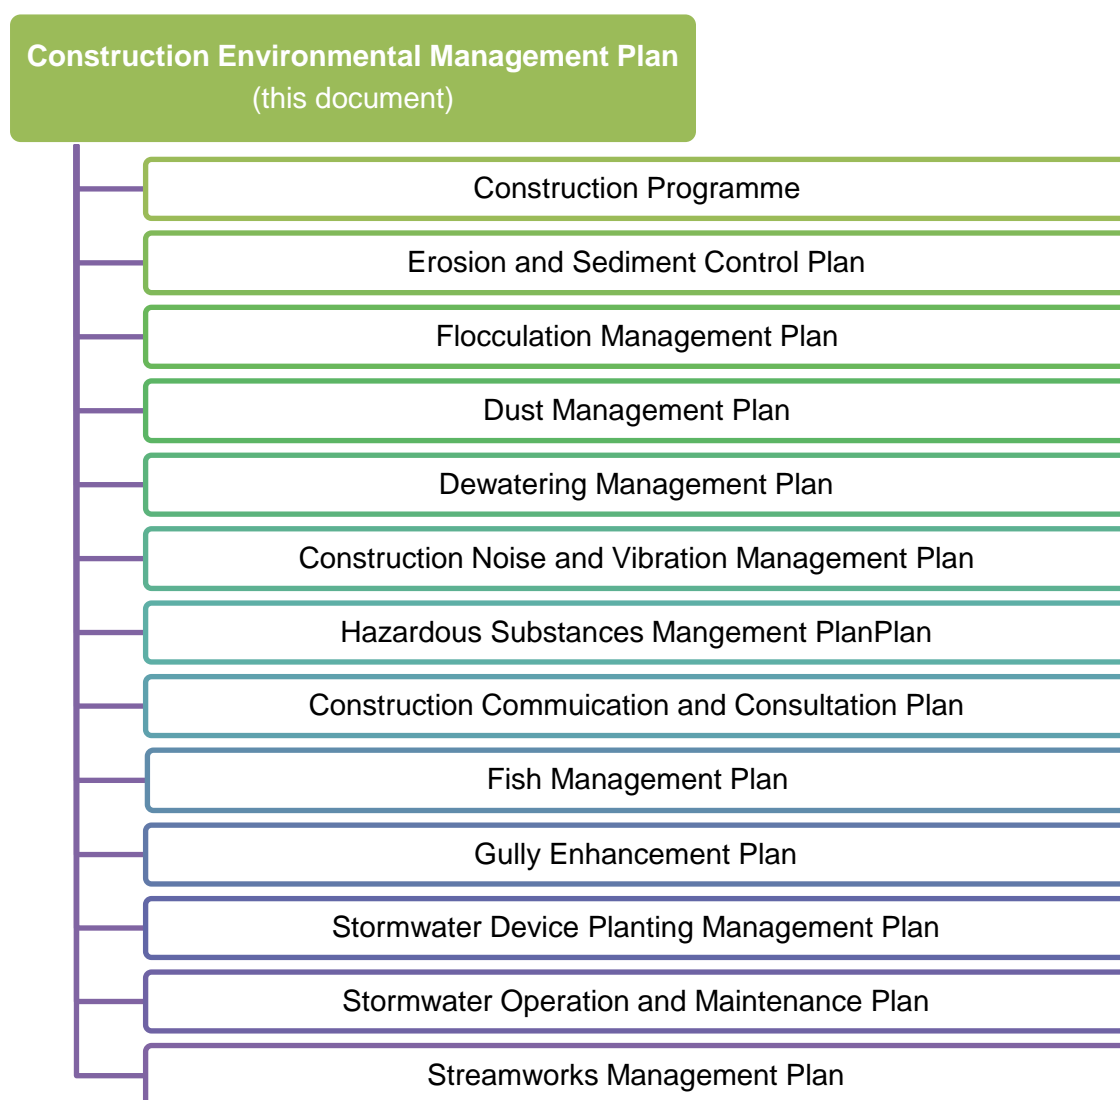 Construction Environmental Management Plan
(this document)
Construction Programme
Erosion and Sediment Control Plan
Flocculation Management Plan
Dust Management Plan
Dewatering Management Plan
Construction Noise and Vibration Management Plan
Hazardous Substances Mangement PlanPlan
Construction Commuication and Consultation Plan
Fish Management Plan
Gully Enhancement Plan
Stormwater Device Planting Management Plan
Stormwater Operation and Maintenance Plan
Streamworks Management Plan